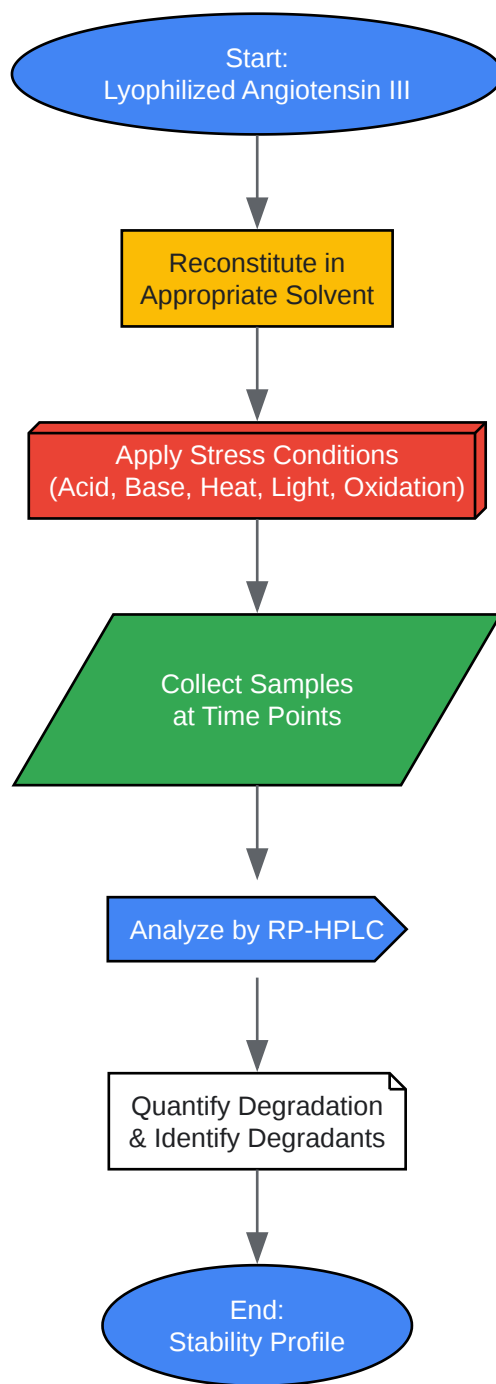 Start:
Lyophilized Angiotensin III
Reconstitute in
Appropriate Solvent
Apply Stress Conditions
(Acid, Base, Heat, Light, Oxidation)
Collect Samples
at Time Points
Analyze by RP-HPLC
Quantify Degradation
& Identify Degradants
End:
Stability Profile